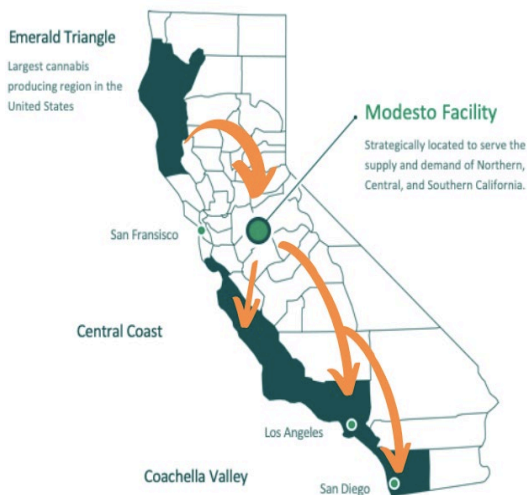 Emerald Triangle
Largest cannabis
producing region in the
United States
Modesto Facility
Strategically located to serve the
supply and demand of Northern,
Central, and Southern California.
San Fransisco
Central Coast
Los Angeles
Coachella Valley
San Diego